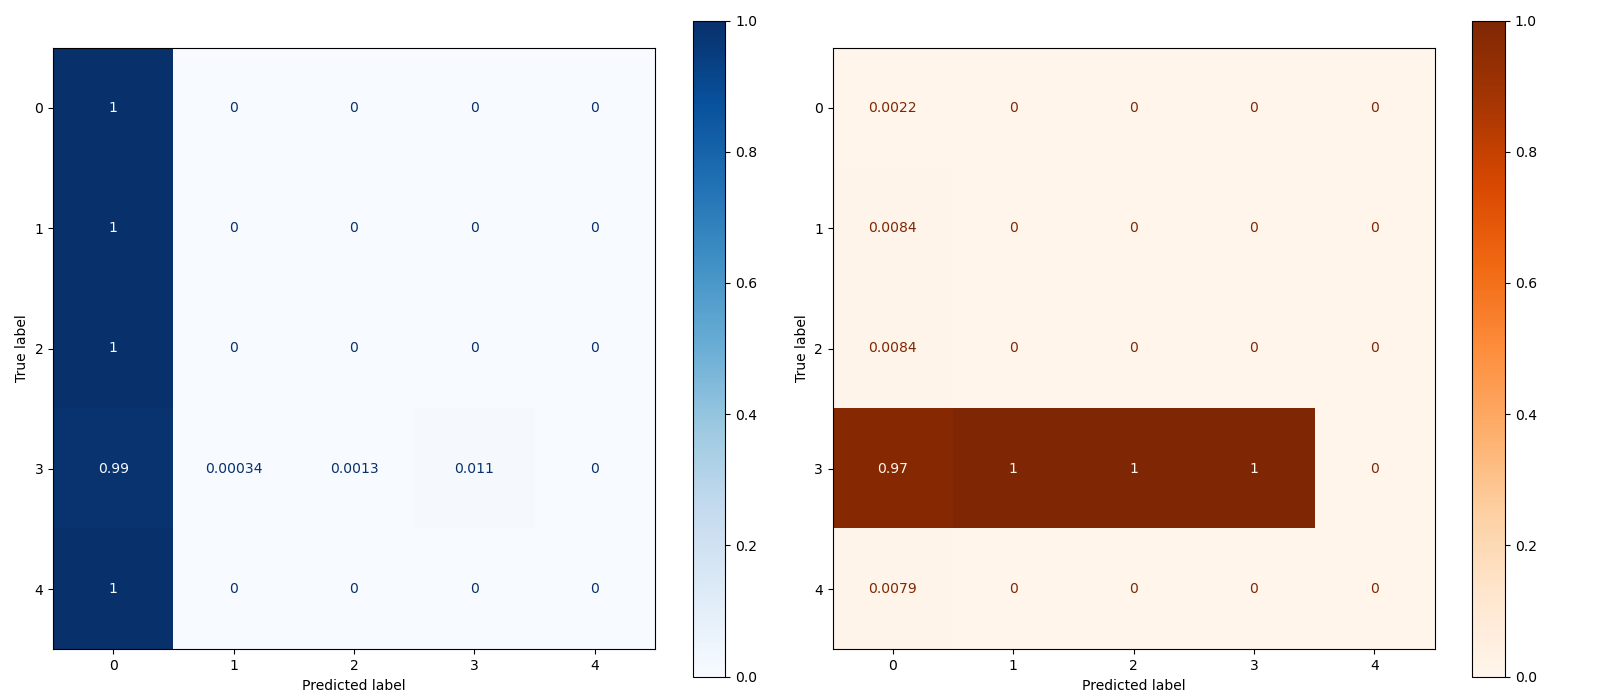 1.0
0.8
0.6
0.4
0.2
0.0
True label
0 1 0 0 0 0
1 1 0 0 0 0
2 1 0 0 0 0
3 0.99 0.00034 0.0013 0.011 0
4 1 0 0 0 0
0 1 2 3 4
Predicted label
1.0
0.8
0.6
0.4
0.2
0.0
True label
0 0.0022 0 0 0 0
1 0.0084 0 0 0 0
2 0.0084 0 0 0 0
3 0.97 1 1 1 0
4 0.0079 0 0 0 0
0 1 2 3 4
Predicted label